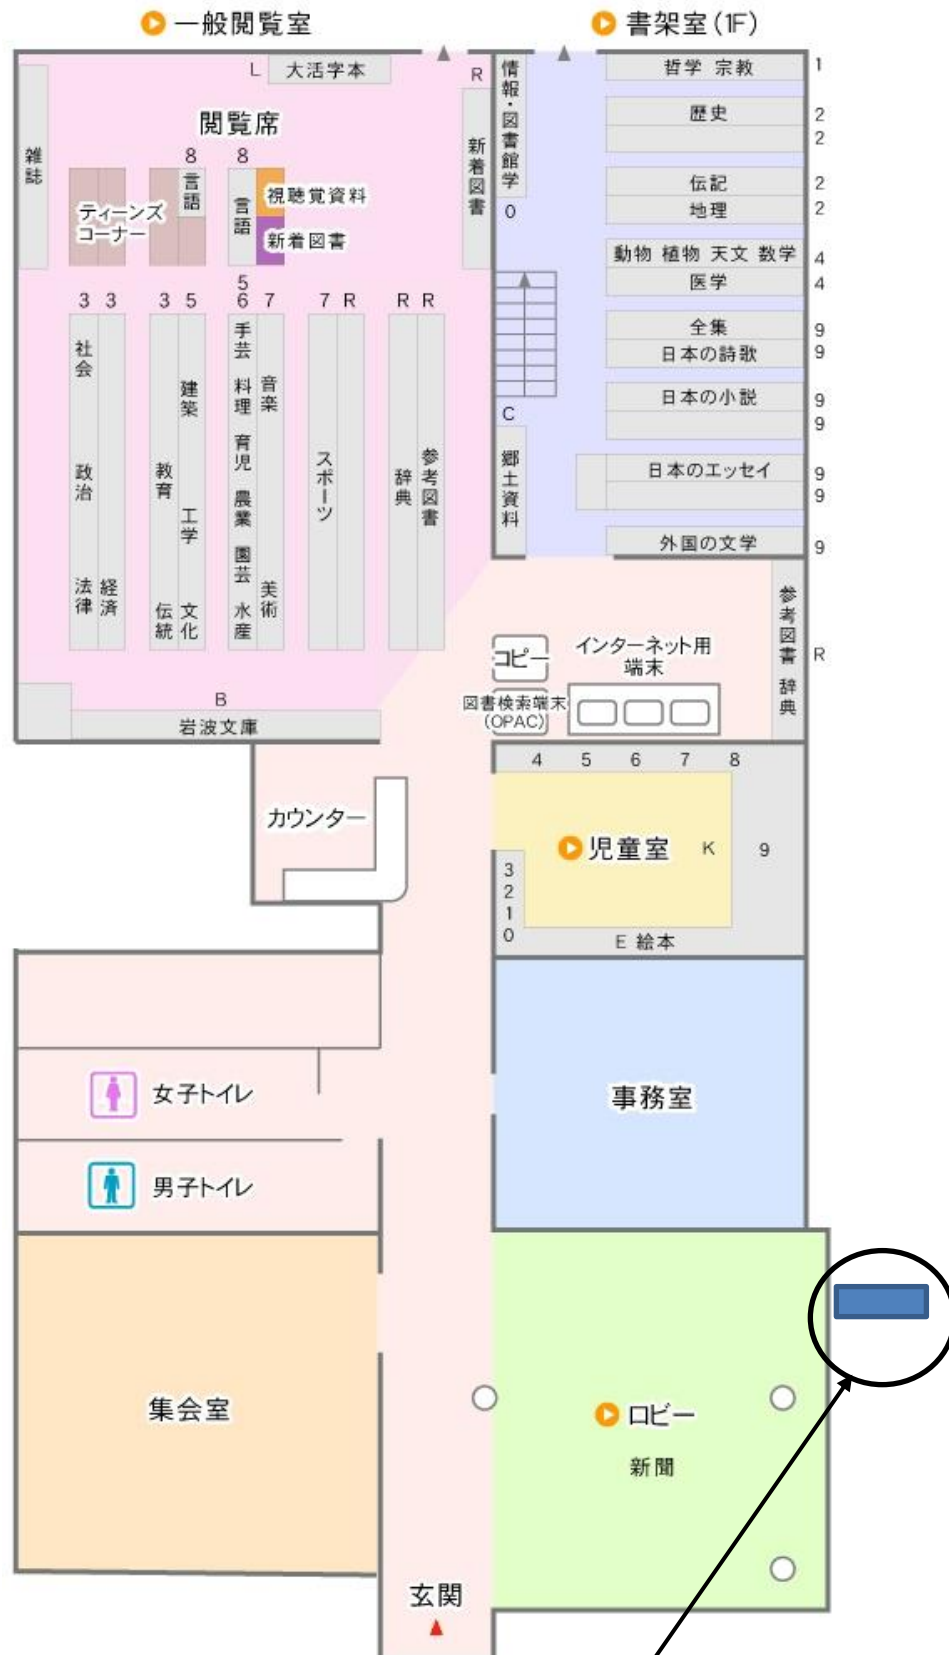 一般閲覧室
書架室(1F)
L 大活字本
R
閲覧席
雑誌
新着図書
8
言語
8
言語
視聴覚資料
新着図書
ティーンズ
コーナー
3 3
3 5
5
6 7
7 R
R R
社会 政治 法律
経済
教育 伝統
建築 工学 文化
手芸 料理 育児 農業 園芸 水産
音楽 美術
スポーツ
辞典
参考図書
B
岩波文庫
情報・図書館学
0
C
郷土資料
哲学 宗教 1
歴史 2
2
伝記 2
地理 2
動物 植物 天文 数学 4
医学 4
全集 9
日本の詩歌 9
日本の小説 9
9
日本のエッセイ 9
9
外国の文学 9
参考図書 辞典
R
コピー
インターネット用
端末
図書検索端末
(OPAC)
カウンター
4 5 6 7 8
児童室 K 9
3
2
1
0
E 絵本
女子トイレ
男子トイレ
事務室
集会室
ロビー
新聞
玄関